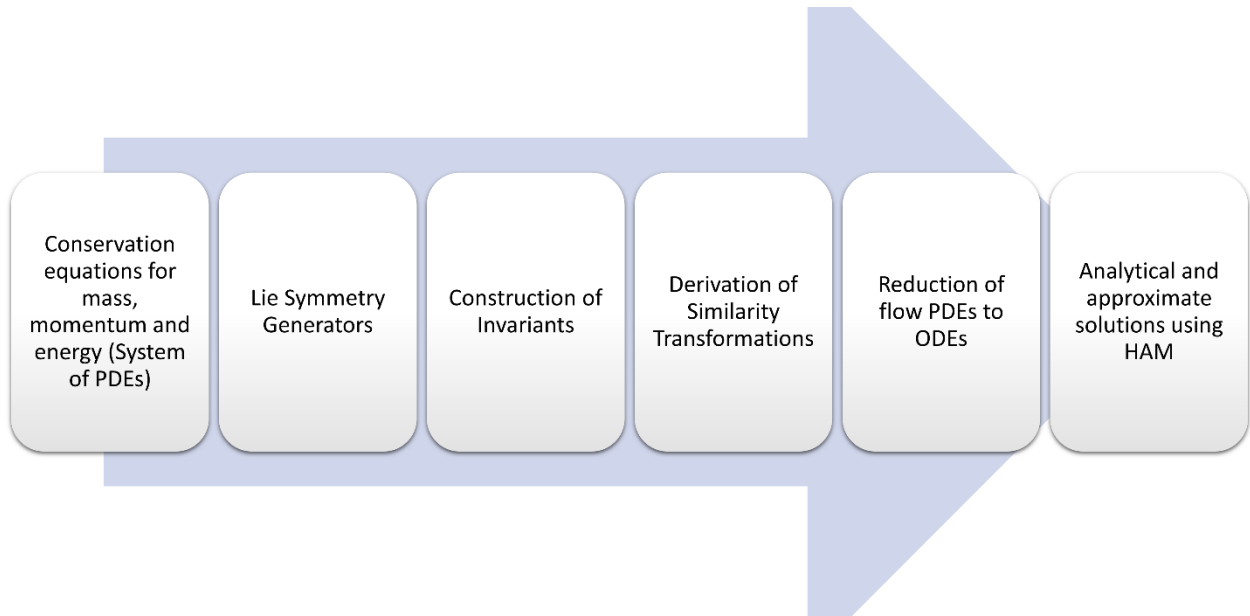 Conservation
equations for
mass,
momentum and
energy (System
of PDEs)
Lie Symmetry
Generators
Construction of
Invariants
Derivation of
Similarity
Transformations
Reduction of
flow PDEs to
ODEs
Analytical and
approximate
solutions using
HAM